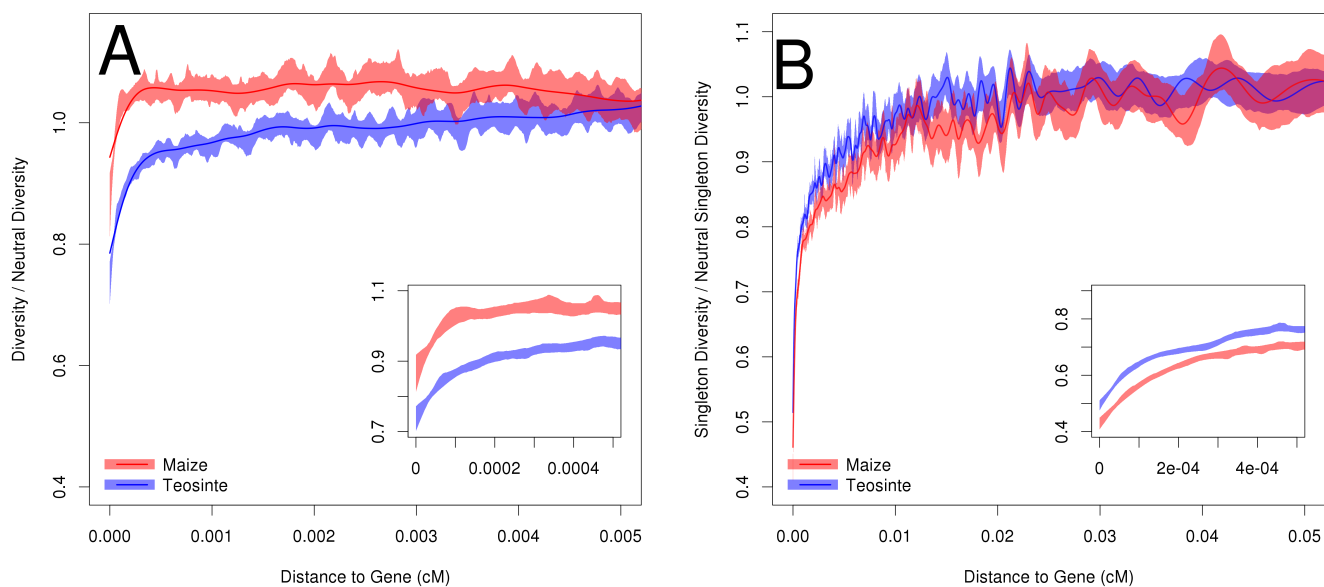 A
Diversity / Neutral Diversity
1.0
0.8
0.6
0.4
1.1
0.9
0.7
0
0.0002
0.0004
Maize
Teosinte
0.000
0.001
0.002
0.003
0.004
0.005
Distance to Gene (cM)
B
Singleton Diversity / Neutral Singleton Diversity
1.1
1.0
0.9
0.8
0.7
0.6
0.5
0.4
0.8
0.6
0.4
0
2e-04
4e-04
Maize
Teosinte
0.00
0.01
0.02
0.03
0.04
0.05
Distance to Gene (cM)